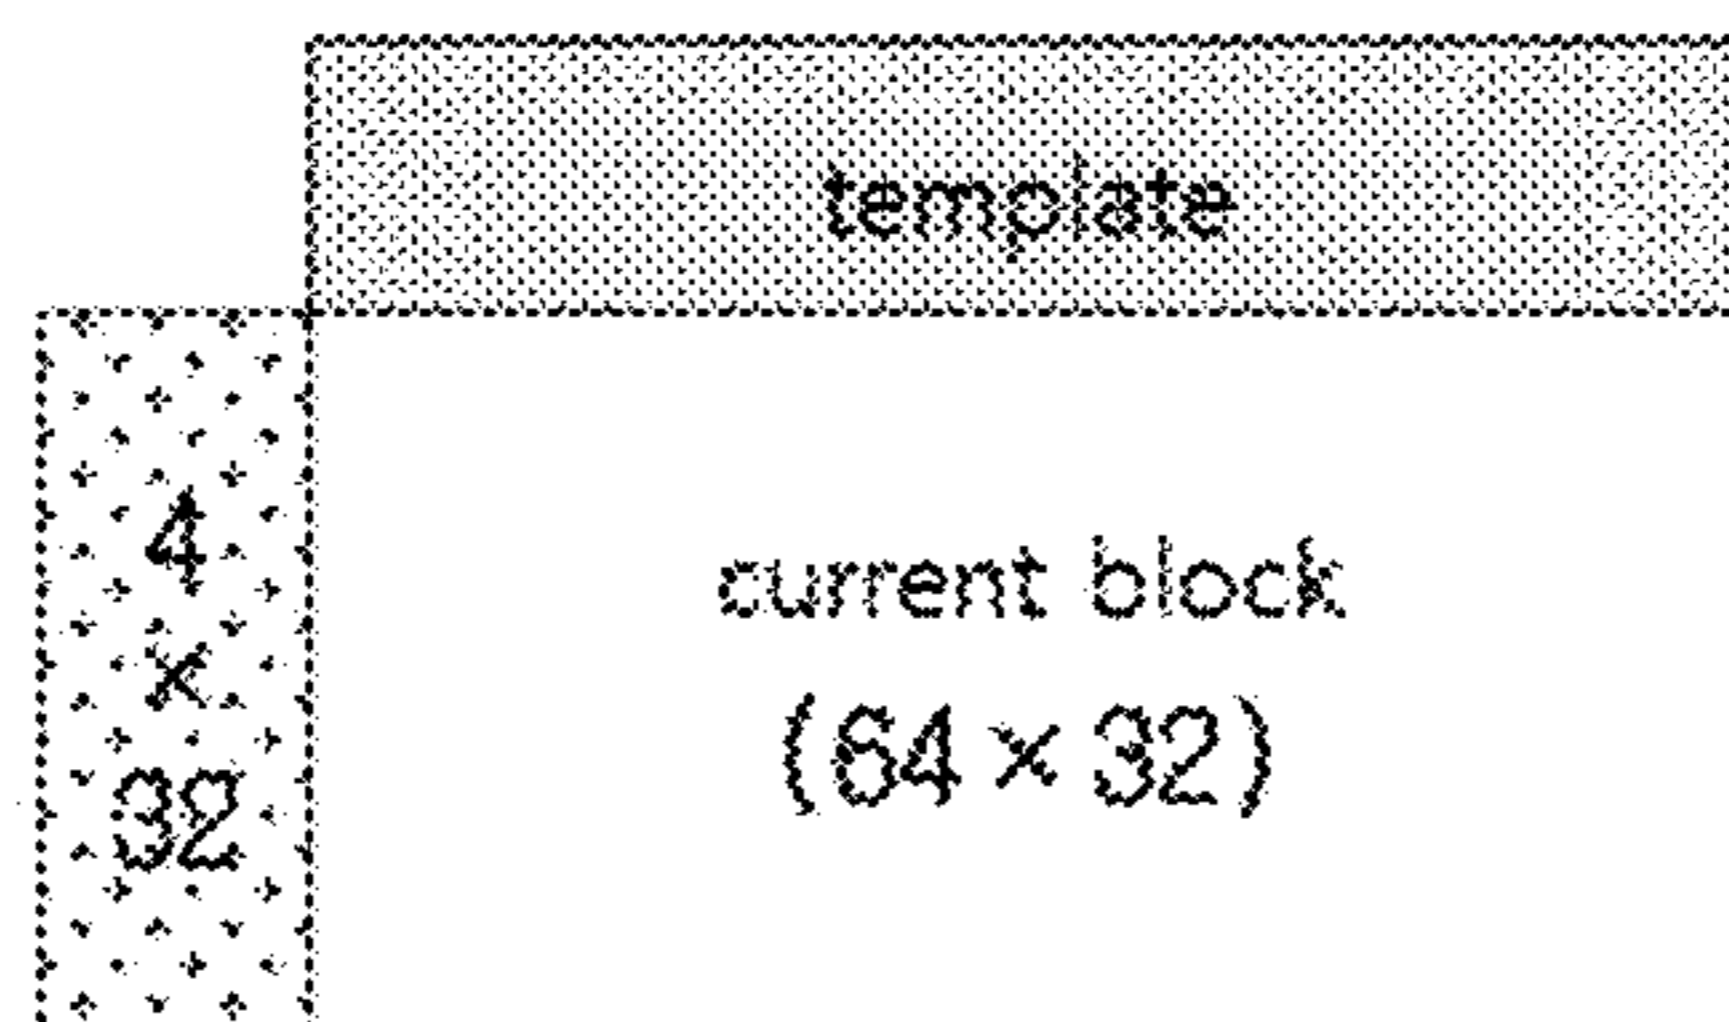 template
4
×
32
current block
(64 × 32)